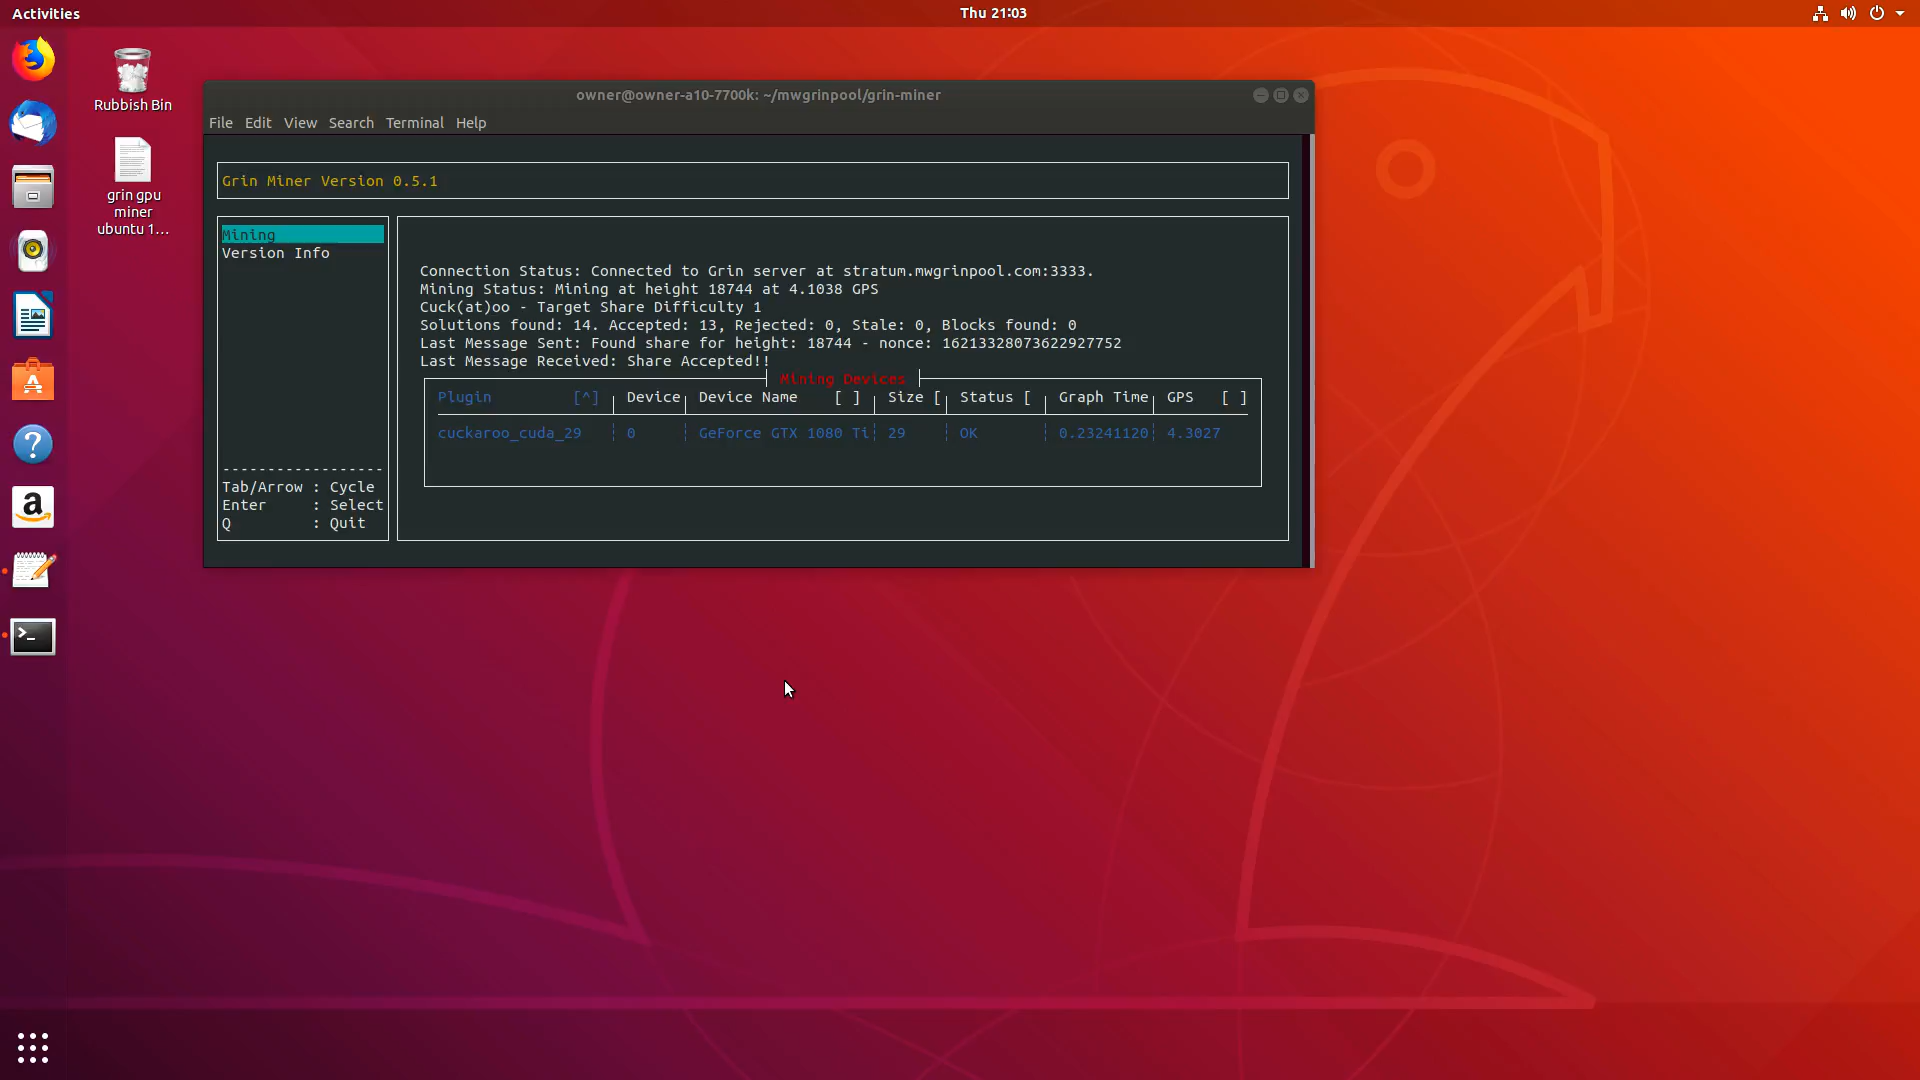 Activities
Thu 21:03
Rubbish Bin
grin gpu
miner
ubuntu 1...
owner@owner-a10-7700k: ~/mwgrinpool/grin-miner
File Edit View Search Terminal Help
Grin Miner Version 0.5.1
Mining
Version Info
------------------
Tab/Arrow : Cycle
Enter : Select
Q : Quit
Connection Status: Connected to Grin server at stratum.mwgrinpool.com:3333.
Mining Status: Mining at height 18744 at 4.1038 GPS
Cuck(at)oo - Target Share Difficulty 1
Solutions found: 14. Accepted: 13, Rejected: 0, Stale: 0, Blocks found: 0
Last Message Sent: Found share for height: 18744 - nonce: 16213328073622927752
Last Message Received: Share Accepted!!
Mining Devices
Plugin [^] Device Device Name [ ] Size [ Status [ Graph Time GPS [ ]
cuckaroo_cuda_29 0 GeForce GTX 1080 Ti 29 OK 0.23241120 4.3027